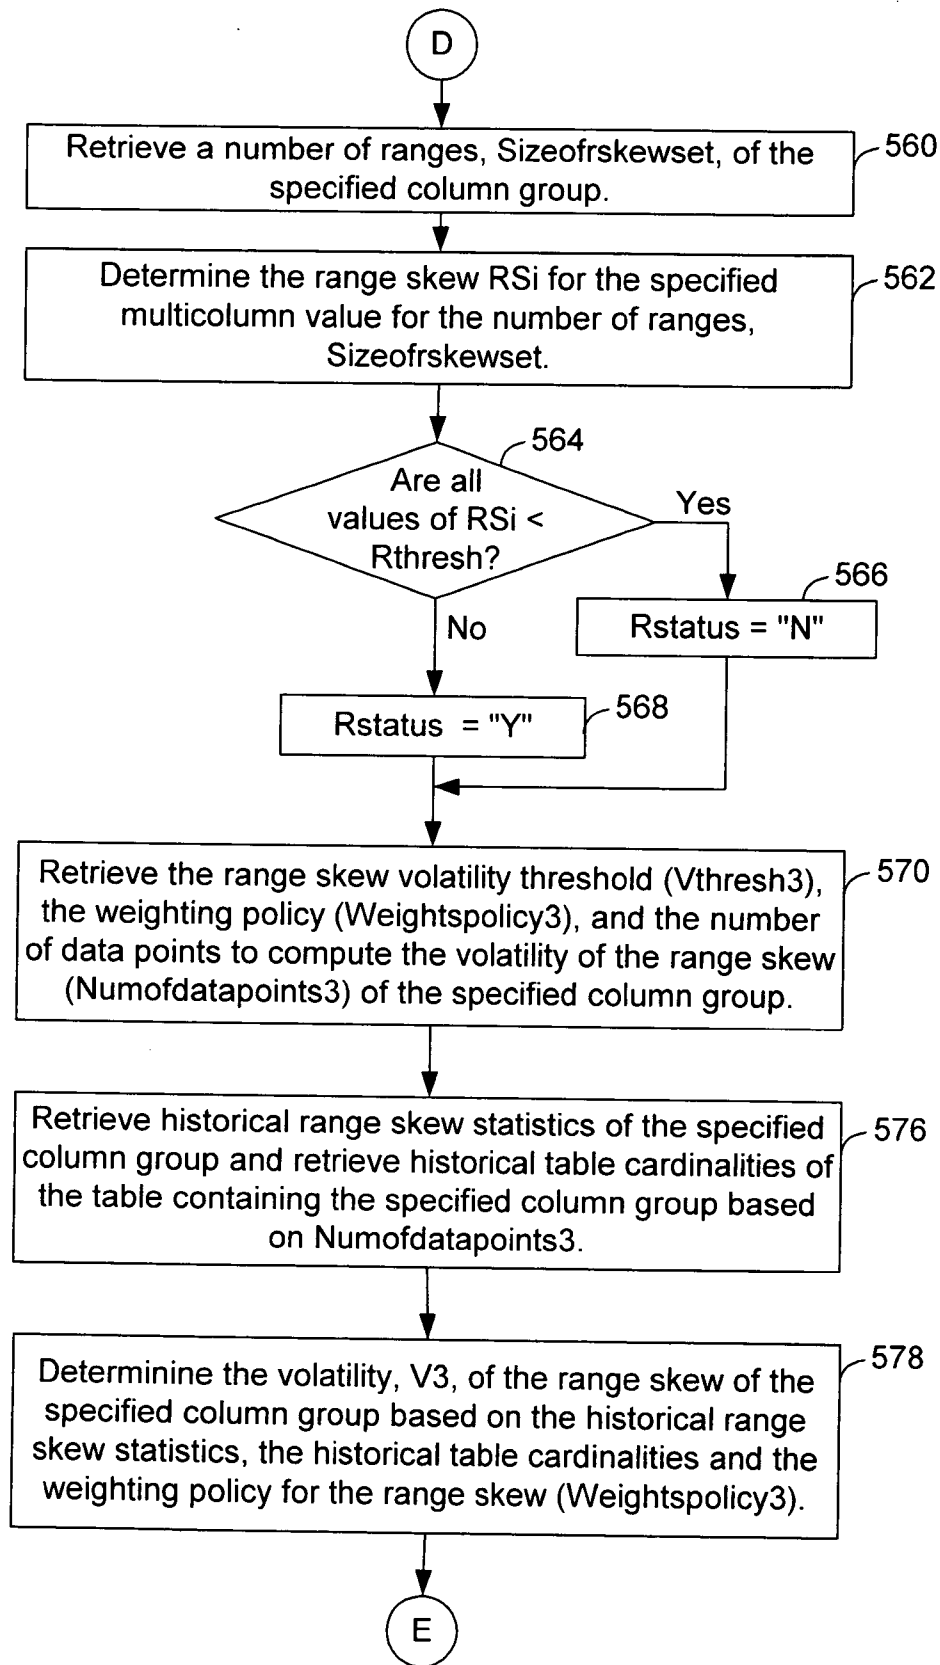 D
Retrieve a number of ranges, Sizeofrskewset, of the
specified column group.
560
Determine the range skew RSi for the specified
multicolumn value for the number of ranges,
Sizeofrskewset.
562
Are all
values of RSi <
Rthresh?
564
Yes
Rstatus = "N"
566
No
Rstatus = "Y"
568
Retrieve the range skew volatility threshold (Vthresh3),
the weighting policy (Weightspolicy3), and the number
of data points to compute the volatility of the range skew
(Numofdatapoints3) of the specified column group.
570
Retrieve historical range skew statistics of the specified
column group and retrieve historical table cardinalities of
the table containing the specified column group based
on Numofdatapoints3.
576
Determinine the volatility, V3, of the range skew of the
specified column group based on the historical range
skew statistics, the historical table cardinalities and the
weighting policy for the range skew (Weightspolicy3).
578
E